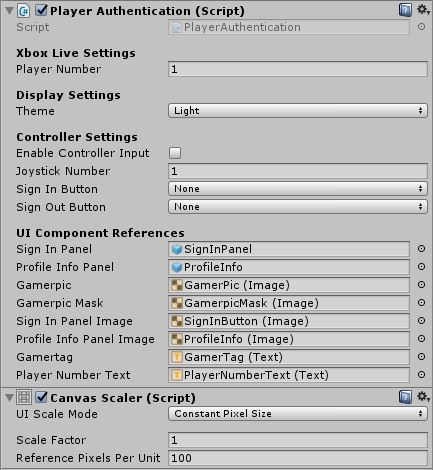 Player Authentication (Script)
Script PlayerAuthentication
Xbox Live Settings
Player Number 1
Display Settings
Theme Light
Controller Settings
Enable Controller Input
Joystick Number 1
Sign In Button None
Sign Out Button None
UI Component References
Sign In Panel SignInPanel
Profile Info Panel ProfileInfo
Gamerpic GamerPic (Image)
Gamerpic Mask GamerpicMask (Image)
Sign In Panel Image SignInButton (Image)
Profile Info Panel Image ProfileInfo (Image)
Gamertag GamerTag (Text)
Player Number Text PlayerNumberText (Text)
Canvas Scaler (Script)
UI Scale Mode Constant Pixel Size
Scale Factor 1
Reference Pixels Per Unit 100